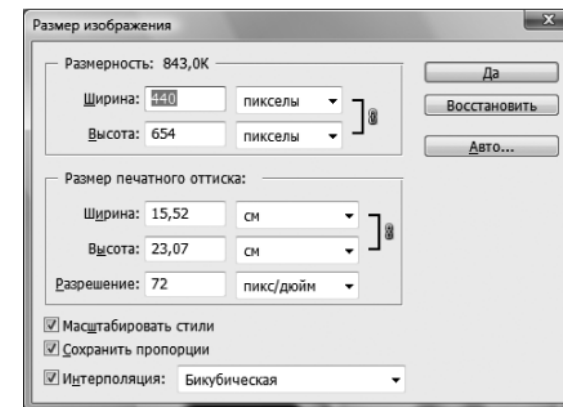 Размер изображения
Размерность: 843,0K
Ширина: 440 пикселы
Высота: 654 пикселы
Размер печатного оттиска:
Ширина: 15,52 см
Высота: 23,07 см
Разрешение: 72 пикс/дюйм
Масштабировать стили
Сохранить пропорции
Интерполяция: Бикубическая
Да
Восстановить
Авто...